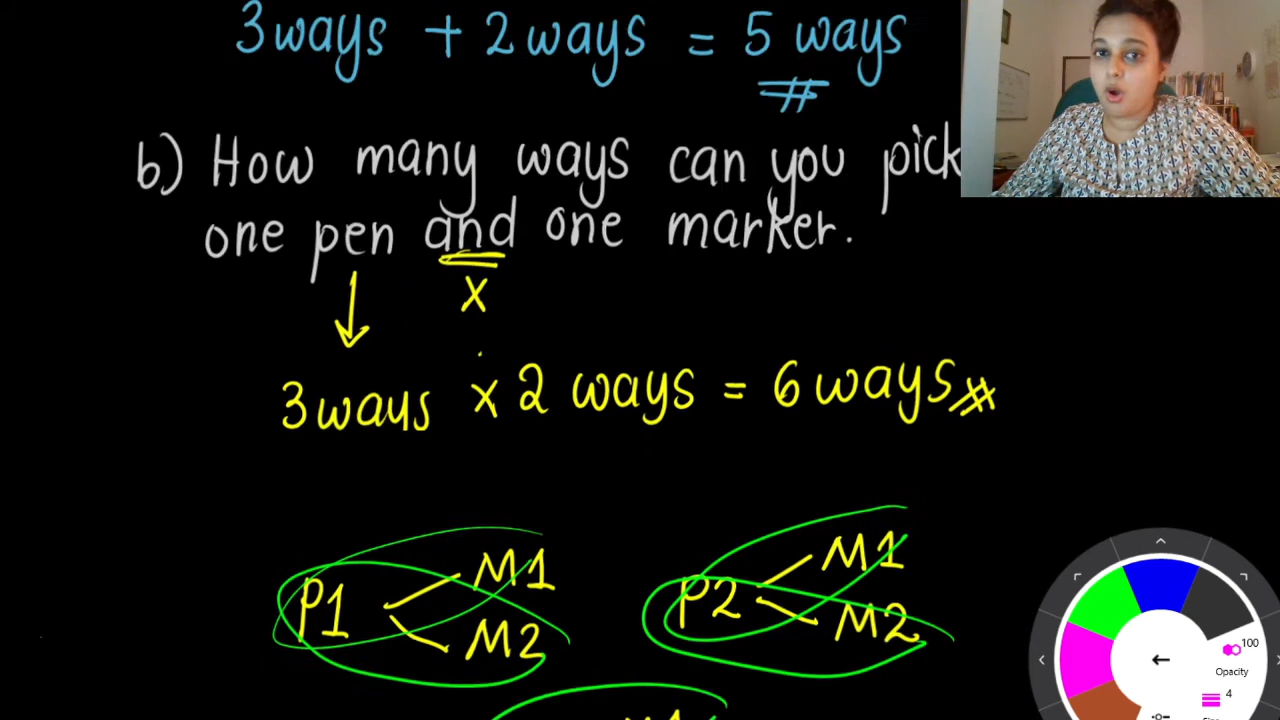 3 ways + 2 ways = 5 ways
b) How many ways can you pick
one pen and one marker.
x
3 ways x 2 ways = 6 ways
P1 M1
M2
P2 M1
M2
M1
100
Opacity
4